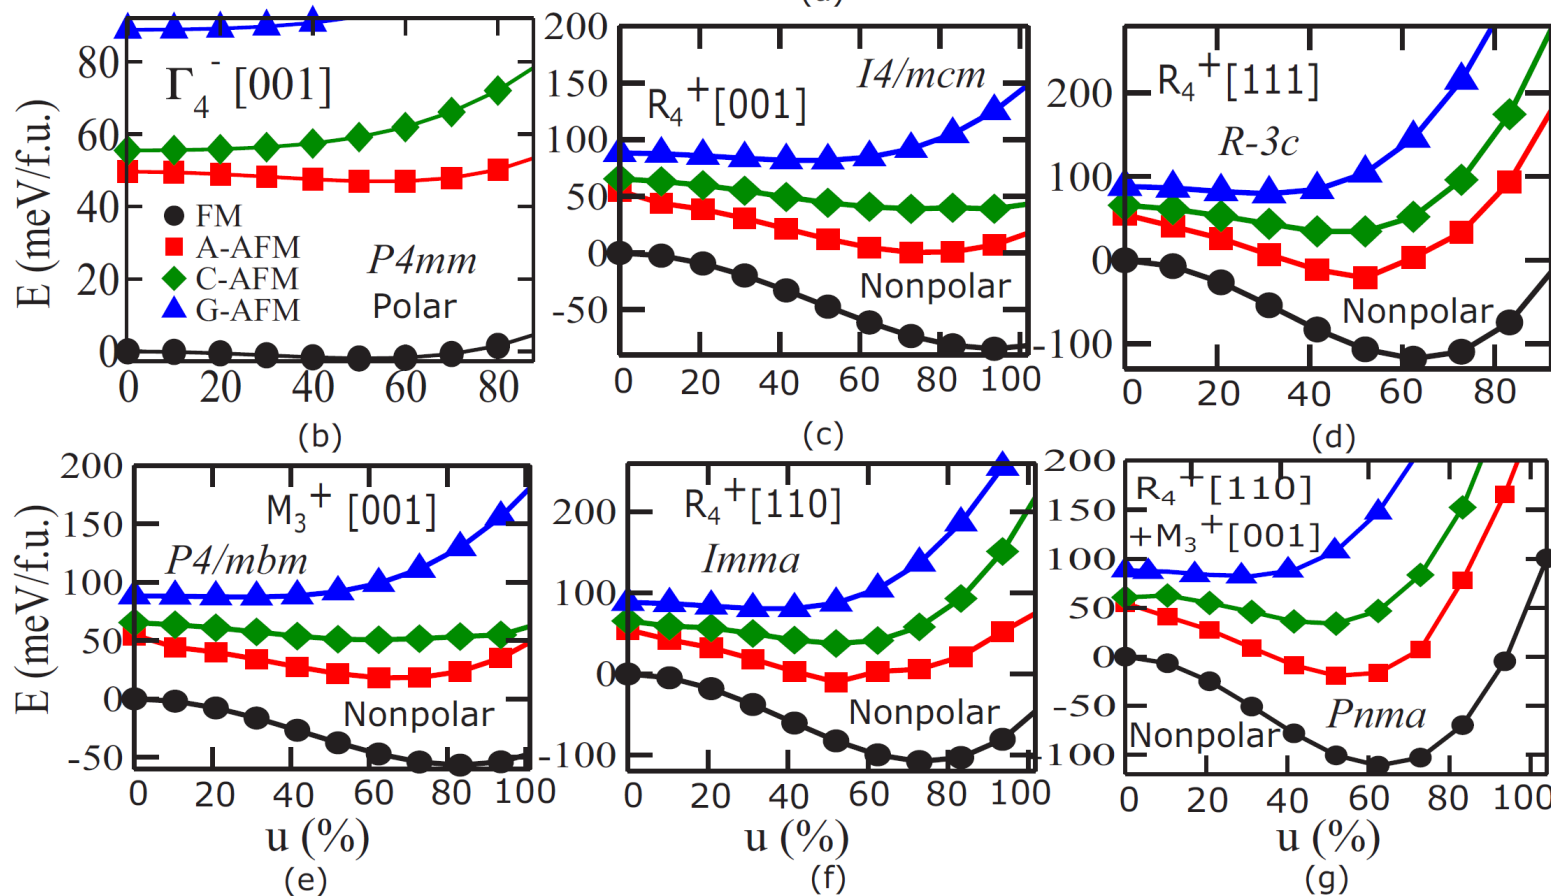 E (meV/f.u.)
80
60
40
20
0
Γ4- [001]
FM
A-AFM
C-AFM
G-AFM
P4mm
Polar
0 20 40 60 80
(b)
200
150
100
50
0
-50
I4/mcm
R4+[001]
Nonpolar
0 20 40 60 80 100
(c)
200
100
0
-100
R4+[111]
R-3c
Nonpolar
0 20 40 60 80
(d)
E (meV/f.u.)
200
150
100
50
0
-50
M3+ [001]
P4/mbm
Nonpolar
0 20 40 60 80 100
u (%)
(e)
200
100
0
-100
R4+[110]
Imma
Nonpolar
0 20 40 60 80 100
u (%)
(f)
200
150
100
50
0
-50
-100
R4+[110]
+M3+[001]
Pnma
Nonpolar
0 20 40 60 80 100
u (%)
(g)